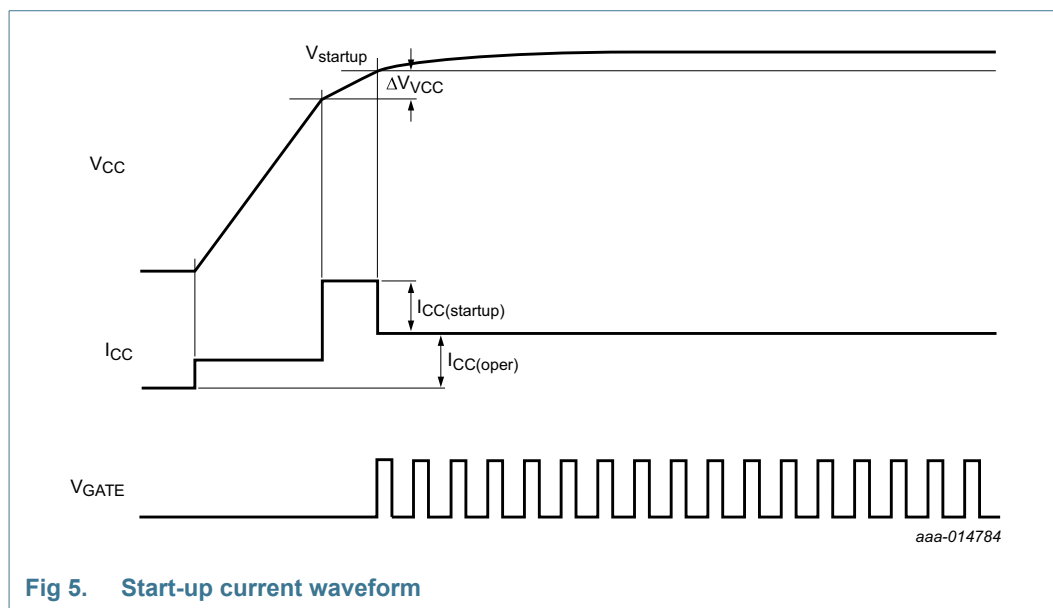 Vstartup
ΔVVCC
VCC
ICC(startup)
ICC
ICC(oper)
VGATE
aaa-014784
Fig 5. Start-up current waveform